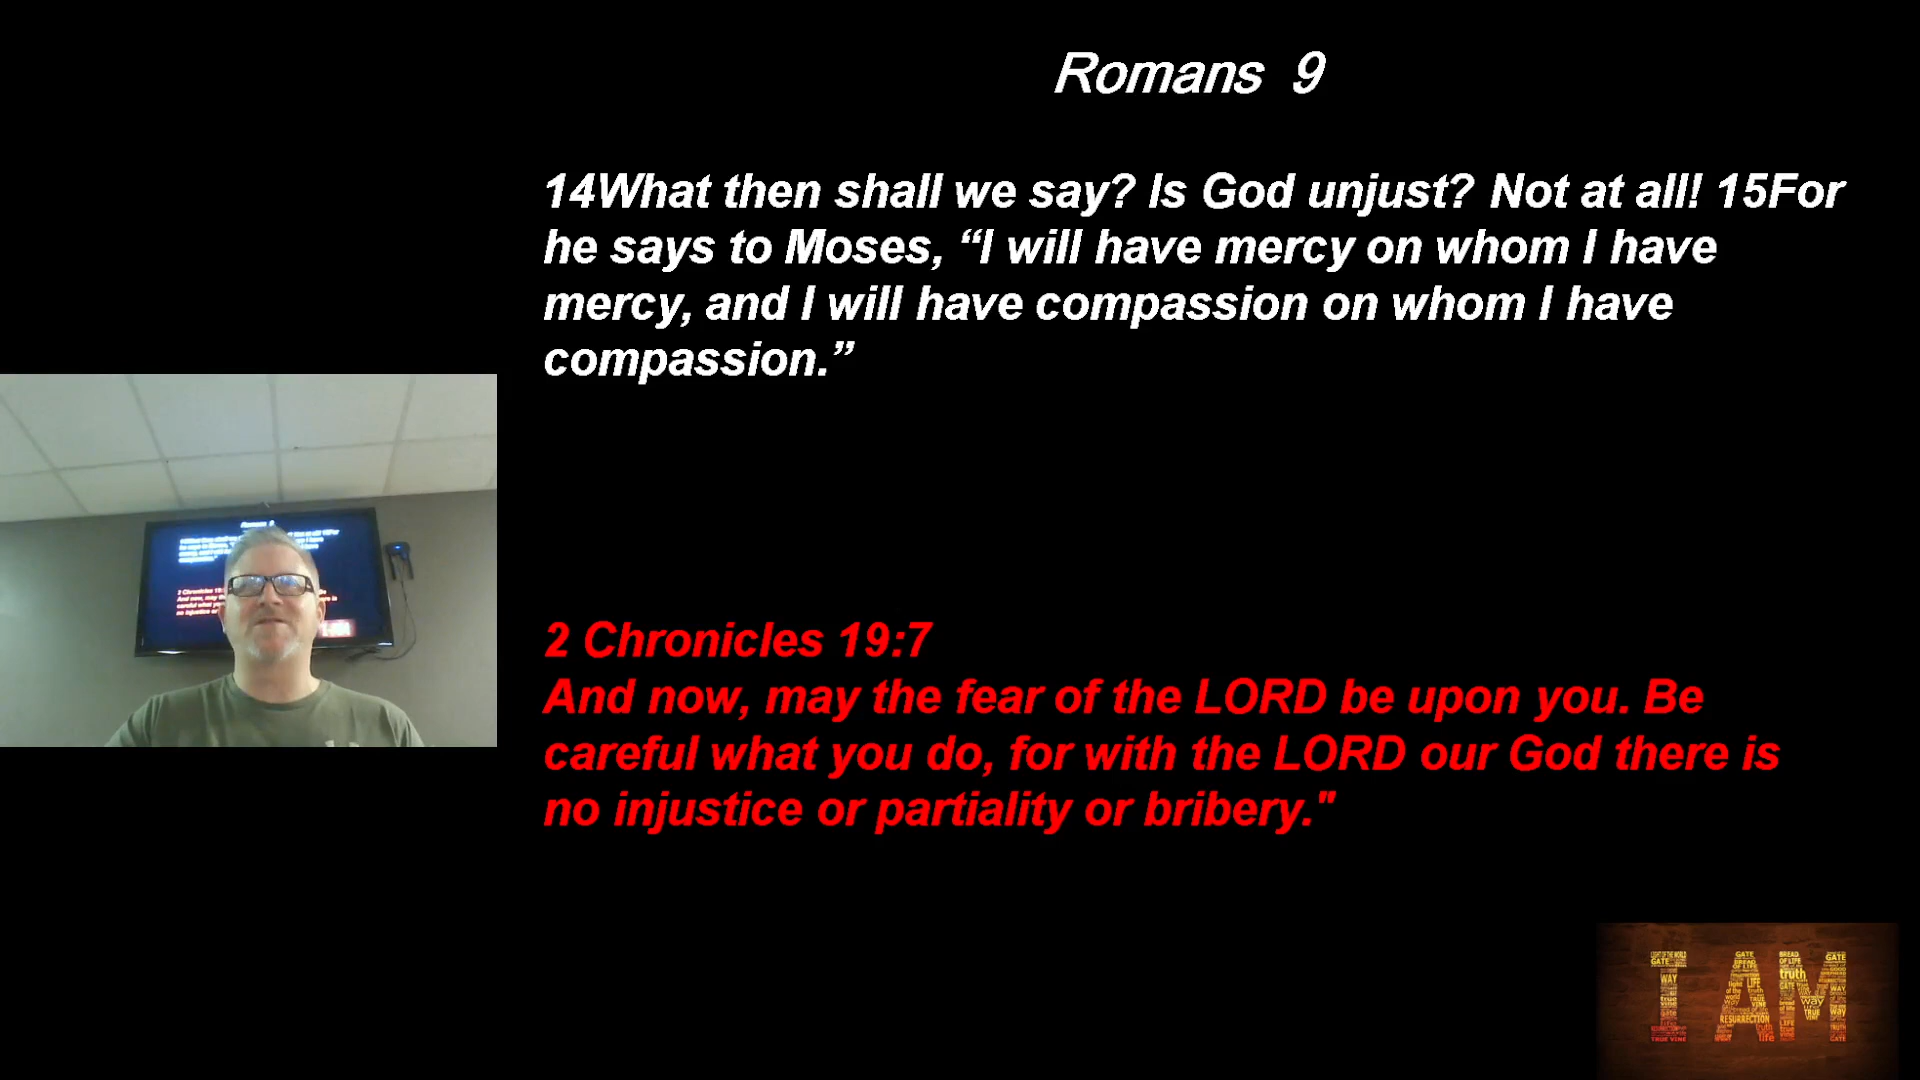 Romans 9
14What then shall we say? Is God unjust? Not at all! 15For
he says to Moses, “I will have mercy on whom I have
mercy, and I will have compassion on whom I have
compassion.”
2 Chronicles 19:7
And now, may the fear of the LORD be upon you. Be
careful what you do, for with the LORD our God there is
no injustice or partiality or bribery."
I AM